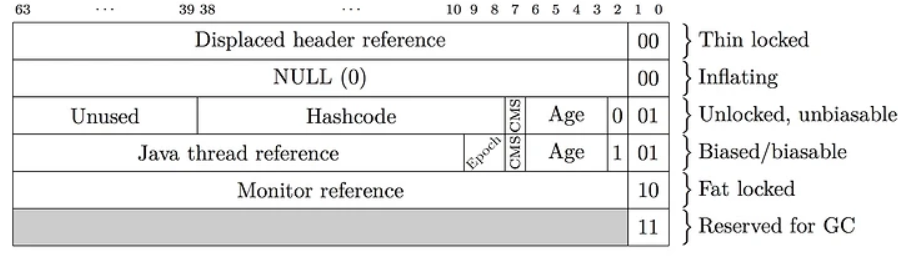 63 ··· 39 38 ··· 10 9 8 7 6 5 4 3 2 1 0
Displaced header reference 00 } Thin locked
NULL (0) 00 } Inflating
Unused Hashcode CMS Age 0 01 } Unlocked, unbiasable
Java thread reference Epoch CMS Age 1 01 } Biased/biasable
Monitor reference 10 } Fat locked
11 } Reserved for GC